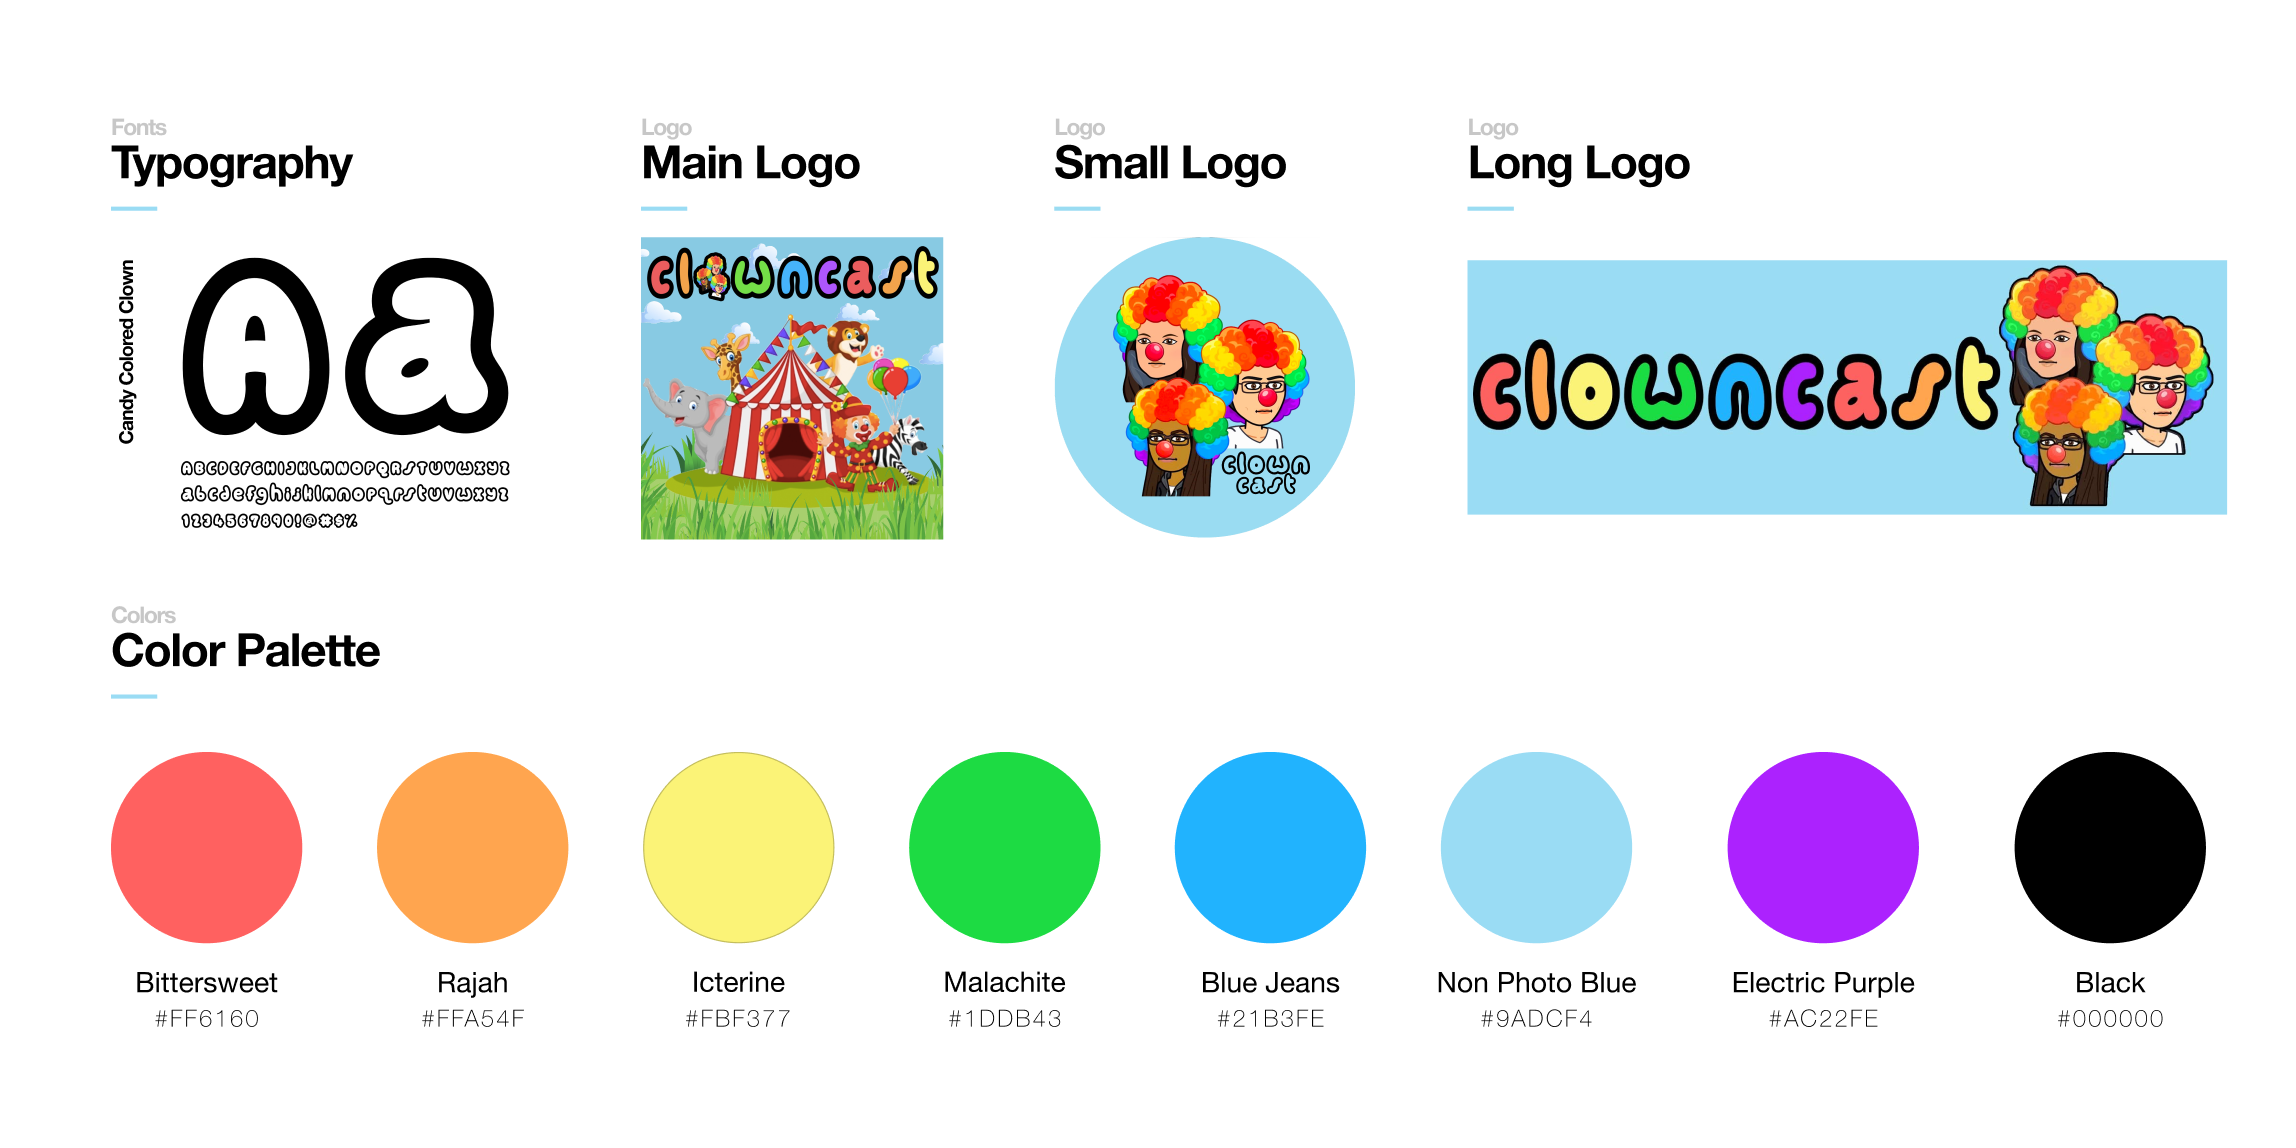 Fonts
Typography
Candy Colored Clown
Aa
ABCDEFGHIJKLMNOPQRSTUVWXYZ
abcdefghijklmnopqrstuvwxyz
1234567890!@#$%
Logo
Main Logo
clowncast
Logo
Small Logo
clown
cast
Logo
Long Logo
clowncast
Colors
Color Palette
Bittersweet
#FF6160
Rajah
#FFA54F
Icterine
#FBF377
Malachite
#1DDB43
Blue Jeans
#21B3FE
Non Photo Blue
#9ADCF4
Electric Purple
#AC22FE
Black
#000000